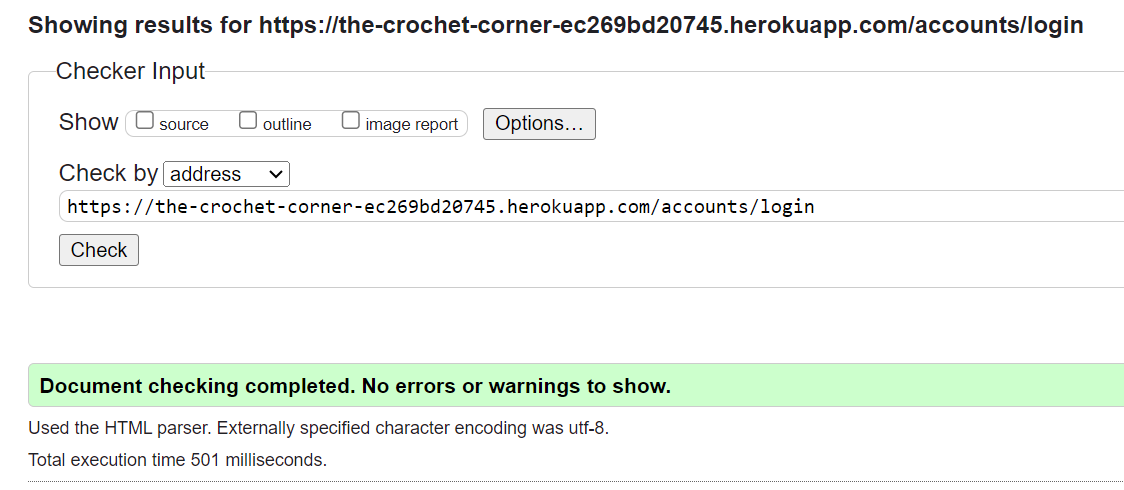 Showing results for https://the-crochet-corner-ec269bd20745.herokuapp.com/accounts/login
Checker Input
Show source outline image report Options...
Check by address
https://the-crochet-corner-ec269bd20745.herokuapp.com/accounts/login
Check
Document checking completed. No errors or warnings to show.
Used the HTML parser. Externally specified character encoding was utf-8.
Total execution time 501 milliseconds.